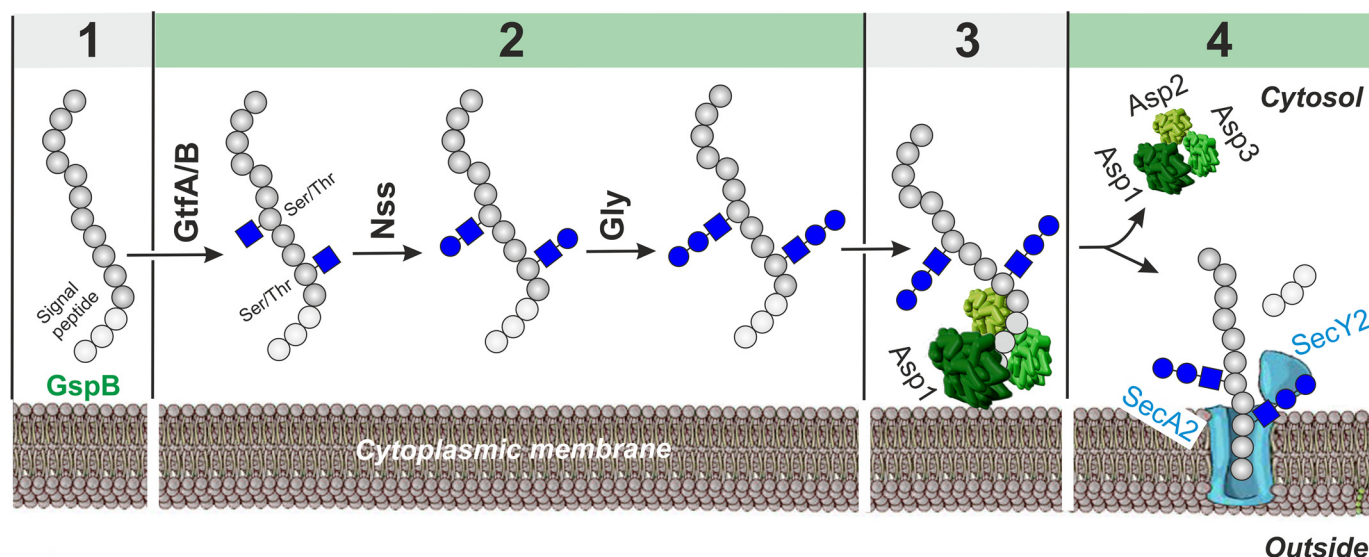 1
2
3
4
Cytosol
Asp2
Asp3
Asp1
GtfA/B
Ser/Thr
Ser/Thr
Nss
Gly
Signal
peptide
GspB
Asp1
SecY2
SecA2
Cytoplasmic membrane
Outside